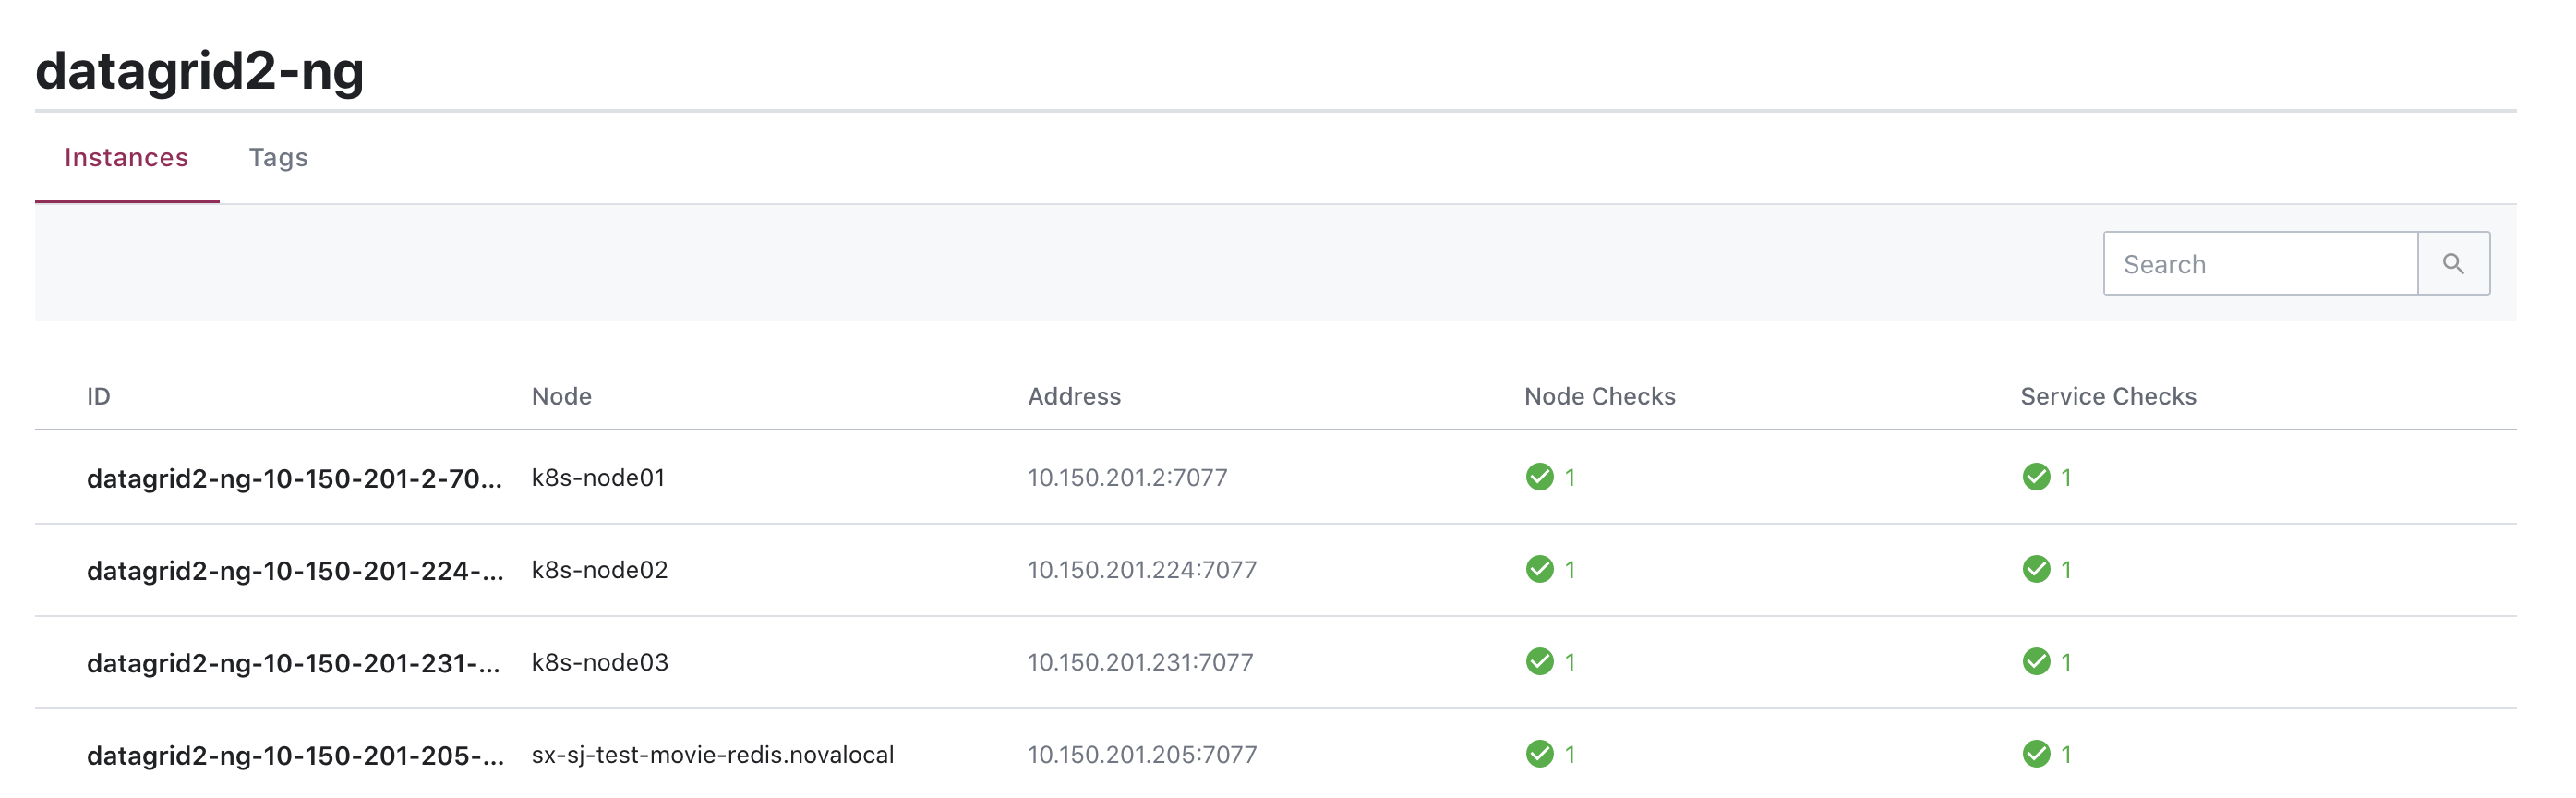 datagrid2-ng
Instances Tags
Search
ID Node Address Node Checks Service Checks
datagrid2-ng-10-150-201-2-70... k8s-node01 10.150.201.2:7077 1 1
datagrid2-ng-10-150-201-224-... k8s-node02 10.150.201.224:7077 1 1
datagrid2-ng-10-150-201-231-... k8s-node03 10.150.201.231:7077 1 1
datagrid2-ng-10-150-201-205-... sx-sj-test-movie-redis.novalocal 10.150.201.205:7077 1 1